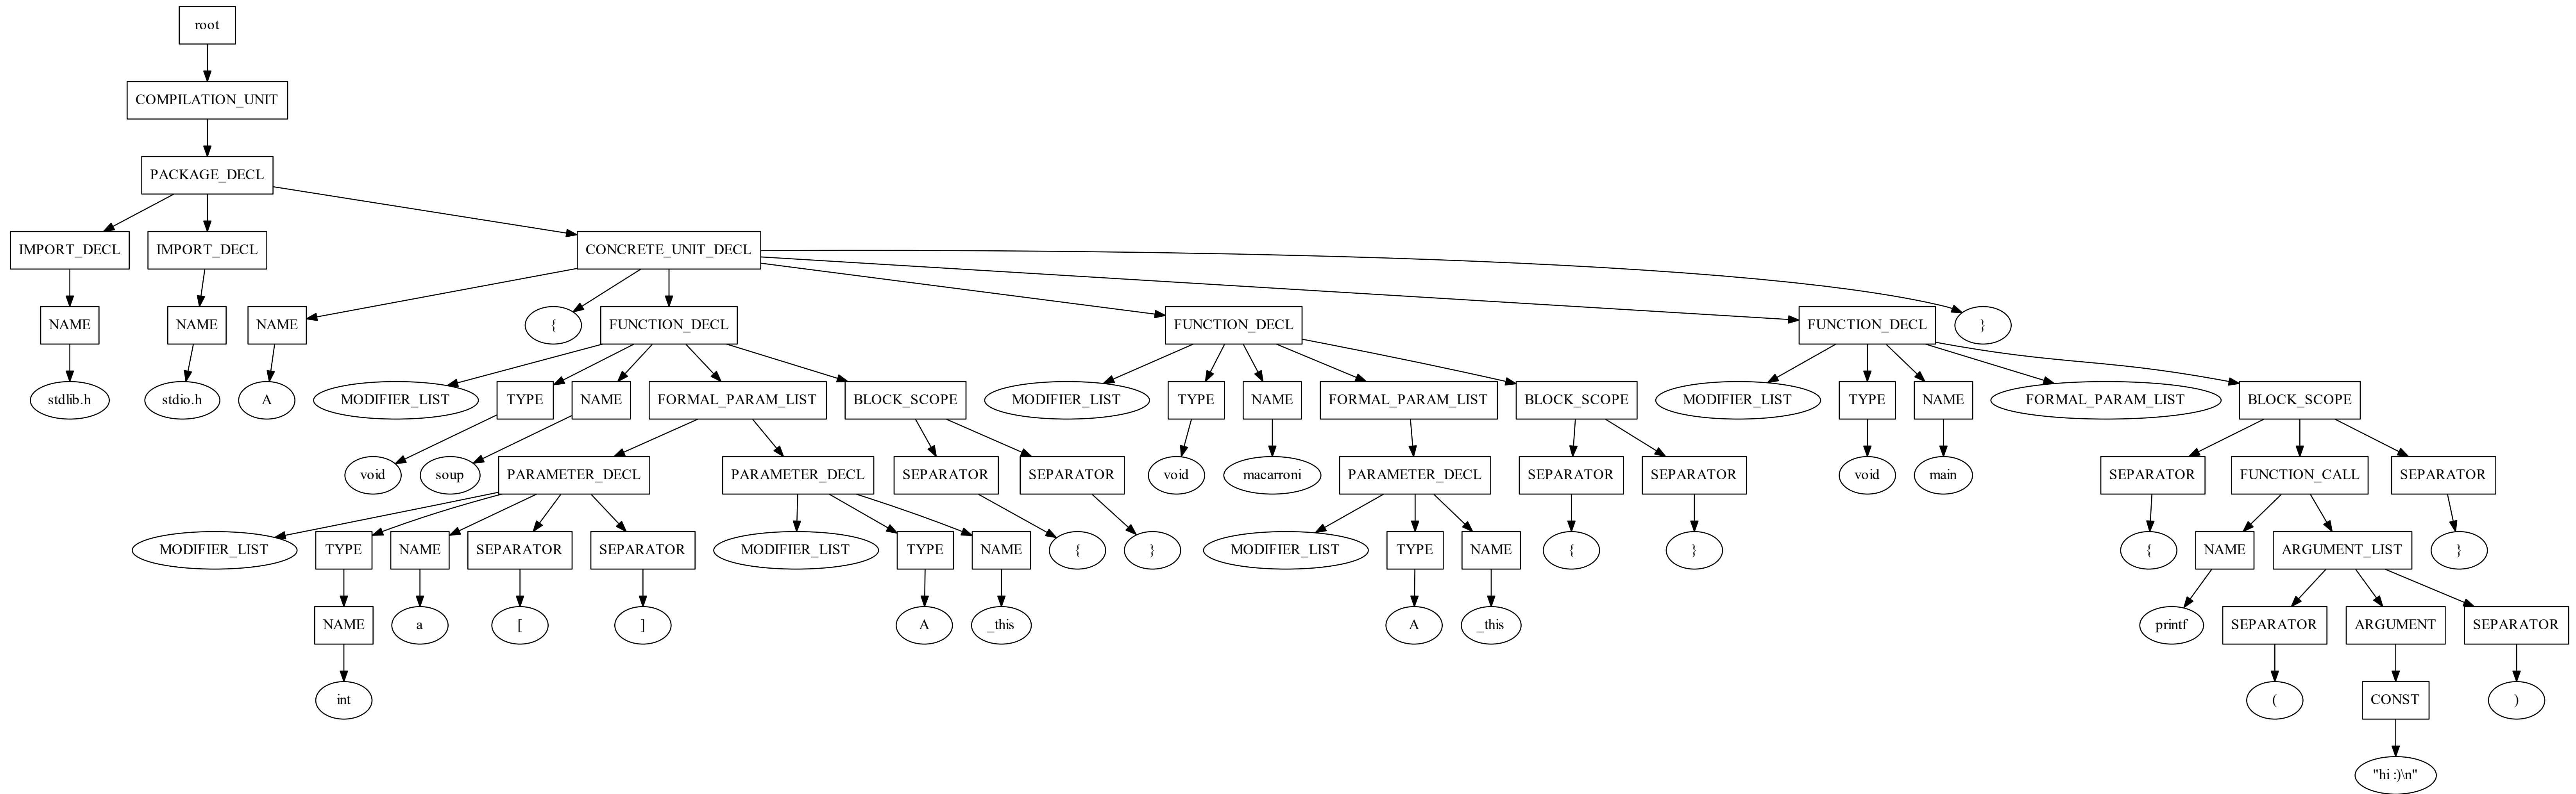 root
COMPILATION_UNIT
PACKAGE_DECL
IMPORT_DECL IMPORT_DECL CONCRETE_UNIT_DECL
NAME NAME NAME { FUNCTION_DECL FUNCTION_DECL FUNCTION_DECL }
stdlib.h stdio.h A MODIFIER_LIST TYPE NAME FORMAL_PARAM_LIST BLOCK_SCOPE MODIFIER_LIST TYPE NAME FORMAL_PARAM_LIST BLOCK_SCOPE MODIFIER_LIST TYPE NAME FORMAL_PARAM_LIST BLOCK_SCOPE
void soup PARAMETER_DECL PARAMETER_DECL SEPARATOR SEPARATOR void macarroni PARAMETER_DECL SEPARATOR SEPARATOR void main SEPARATOR FUNCTION_CALL SEPARATOR
MODIFIER_LIST TYPE NAME SEPARATOR SEPARATOR MODIFIER_LIST TYPE NAME { } MODIFIER_LIST TYPE NAME { } { NAME ARGUMENT_LIST }
NAME a [ ] A _this A _this printf SEPARATOR ARGUMENT SEPARATOR
int ( CONST )
"hi :)\n"